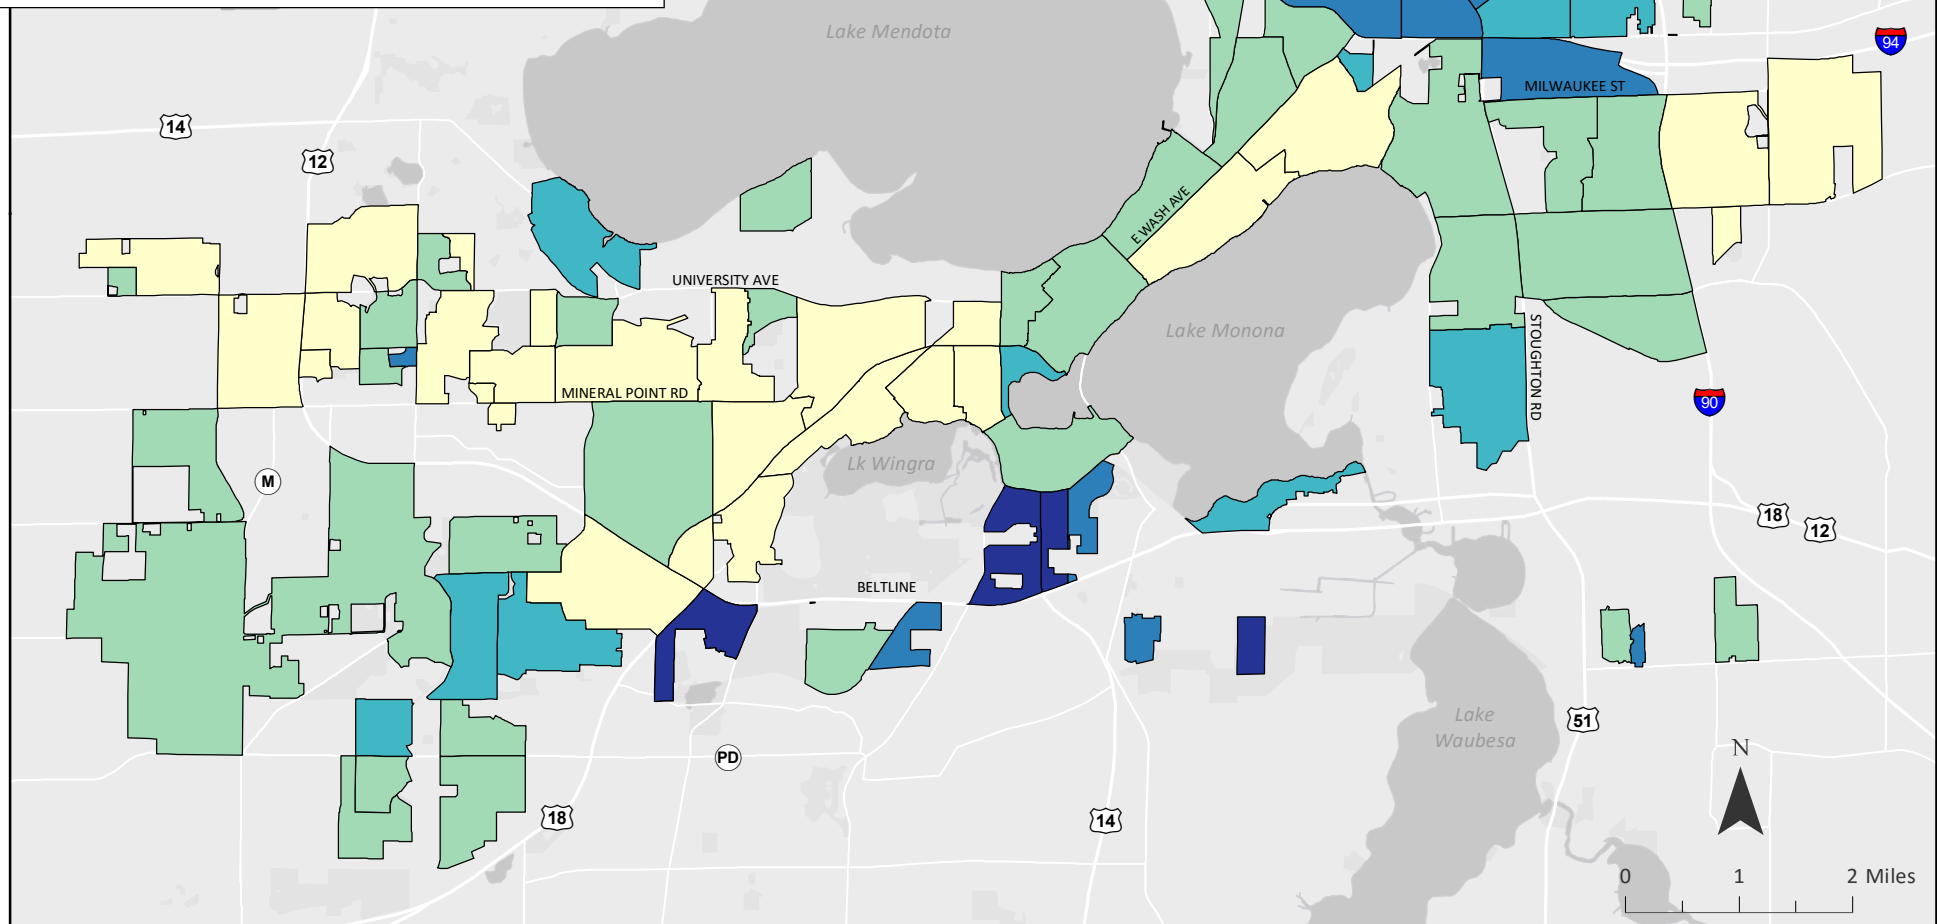 Lake Mendota
94
MILWAUKEE ST
14
12
E WASH AVE
UNIVERSITY AVE
Lake Monona
STOUGHTON RD
MINERAL POINT RD
90
Lk Wingra
M
18
12
BELTLINE
Lake
Waubesa
51
N
PD
18
14
0 1 2 Miles